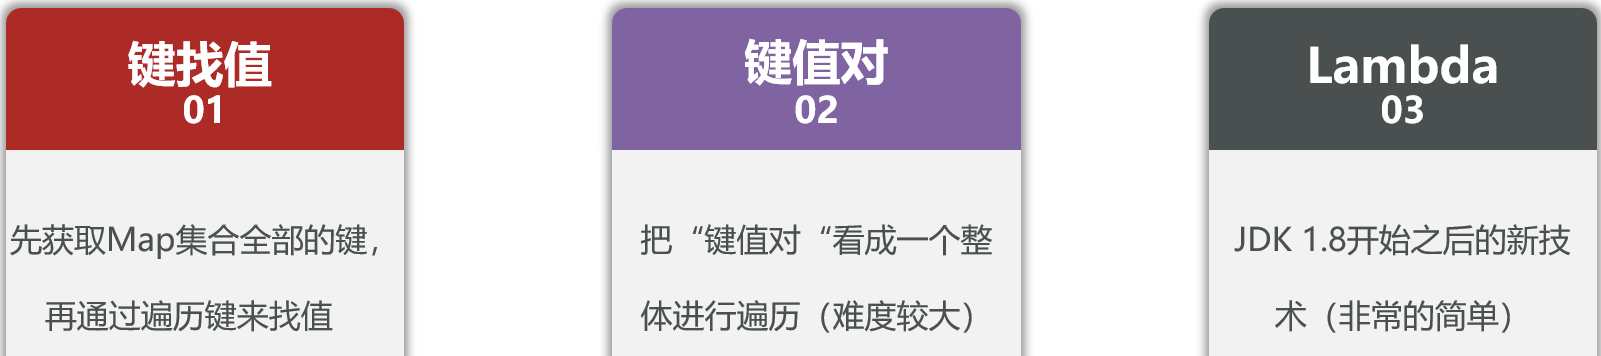 键找值
01
先获取Map集合全部的键，
再通过遍历键来找值
键值对
02
把“键值对“看成一个整
体进行遍历（难度较大）
Lambda
03
JDK 1.8开始之后的新技
术（非常的简单）